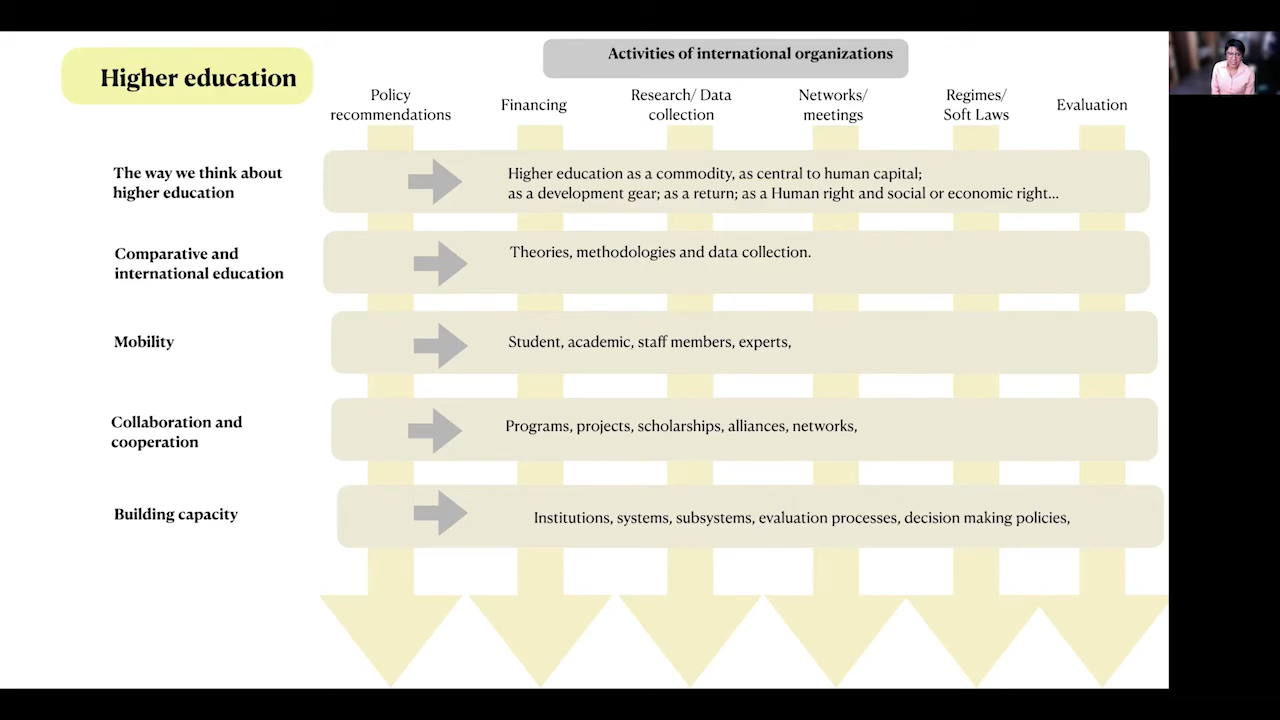 Higher education
Activities of international organizations
Policy
recommendations
Financing
Research/ Data
collection
Networks/
meetings
Regimes/
Soft Laws
Evaluation
The way we think about
higher education
Higher education as a commodity, as central to human capital;
as a development gear; as a return; as a Human right and social or economic right...
Comparative and
international education
Theories, methodologies and data collection.
Mobility
Student, academic, staff members, experts,
Collaboration and
cooperation
Programs, projects, scholarships, alliances, networks,
Building capacity
Institutions, systems, subsystems, evaluation processes, decision making policies,